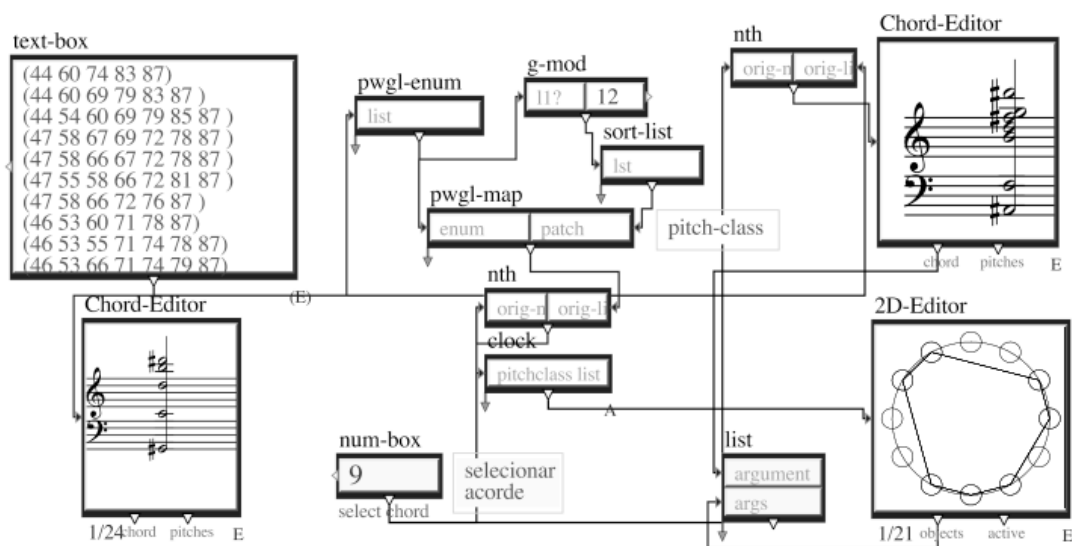 text-box
(44 60 74 83 87)
(44 60 69 79 83 87 )
(44 54 60 69 79 85 87 )
(47 58 67 69 72 78 87 )
(47 58 66 67 72 78 87 )
(47 55 58 66 72 81 87 )
(47 58 66 72 76 87 )
(46 53 60 71 78 87)
(46 53 55 71 74 78 87)
(46 53 66 71 74 79 87)
(E)
pwgl-enum
list
g-mod
l1? 12
sort-list
lst
pwgl-map
enum patch
pitch-class
nth
orig-n orig-li
Chord-Editor
chord pitches E
Chord-Editor
1/24 chord pitches E
nth
orig-n orig-li
clock
pitchclass list
A
num-box
9
select chord
selecionar
acorde
list
argument
args
2D-Editor
1/21 objects active E